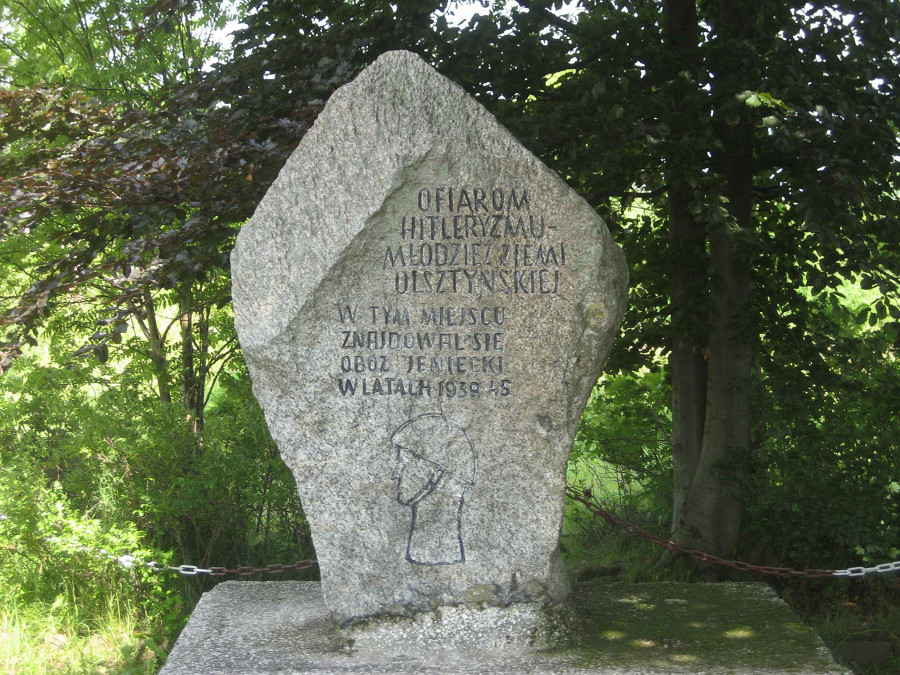 OFIAROM
HITLERYZMU-
MŁODZIEŻ ZIEMI
OLSZTYŃSKIEJ
W TYM MIEJSCU
ZNAJDOWAŁ SIĘ
OBÓZ JENIECKI
W LATACH 1939-45